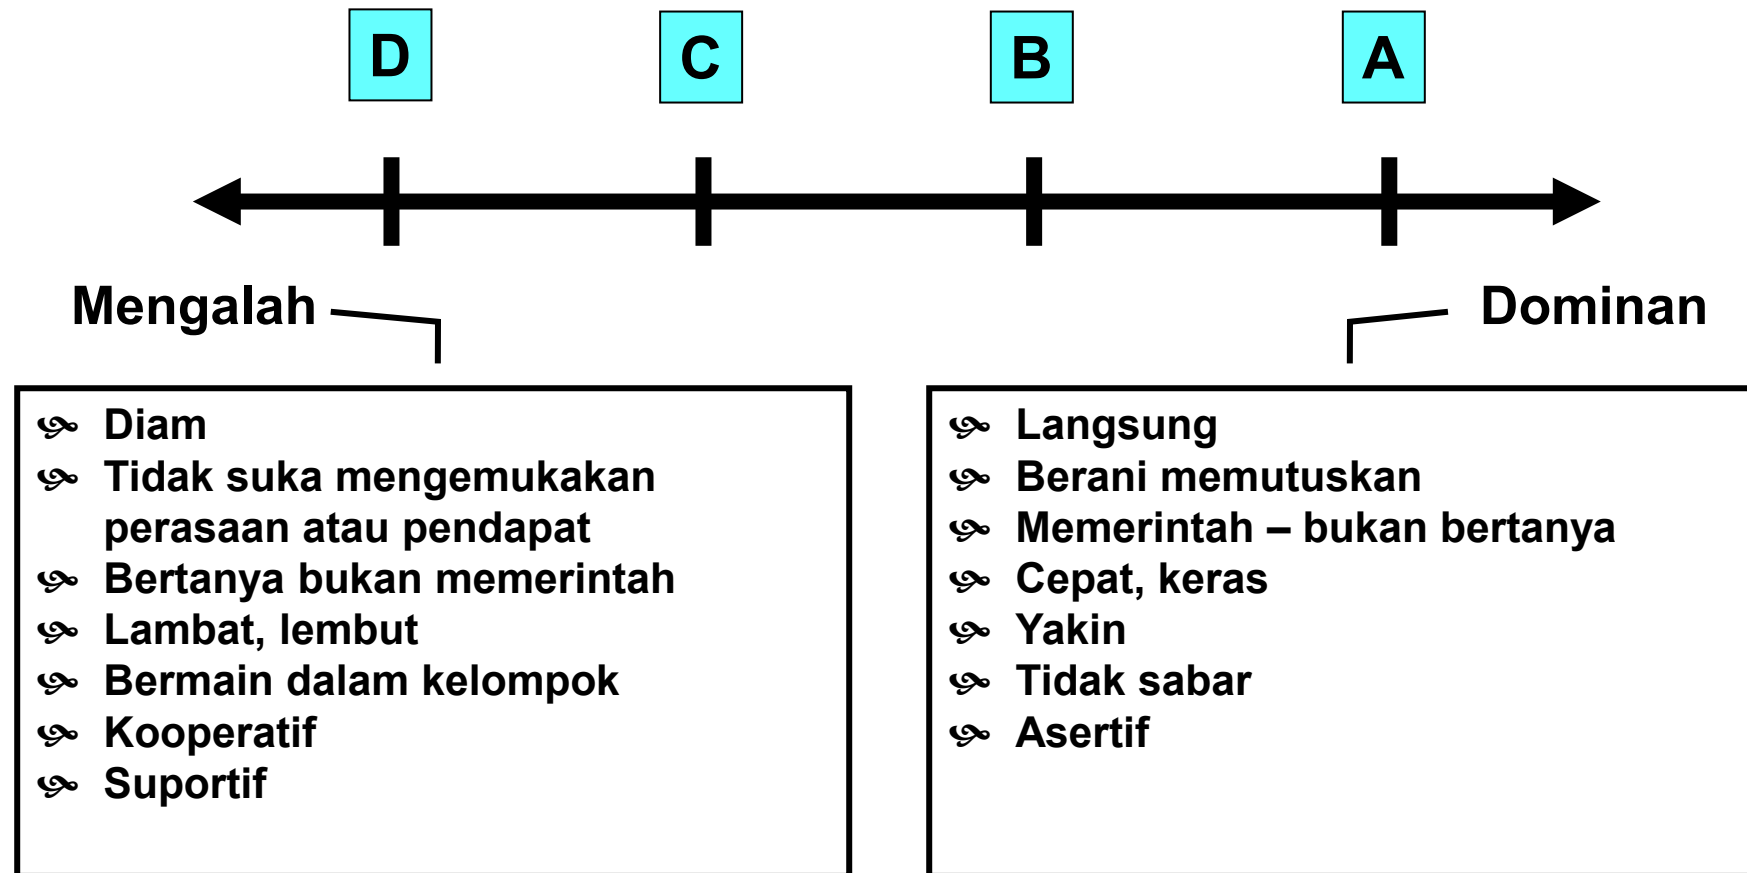 D
C
B
A
Mengalah
Dominan
Diam
Tidak suka mengemukakan
perasaan atau pendapat
Bertanya bukan memerintah
Lambat, lembut
Bermain dalam kelompok
Kooperatif
Suportif
Langsung
Berani memutuskan
Memerintah – bukan bertanya
Cepat, keras
Yakin
Tidak sabar
Asertif